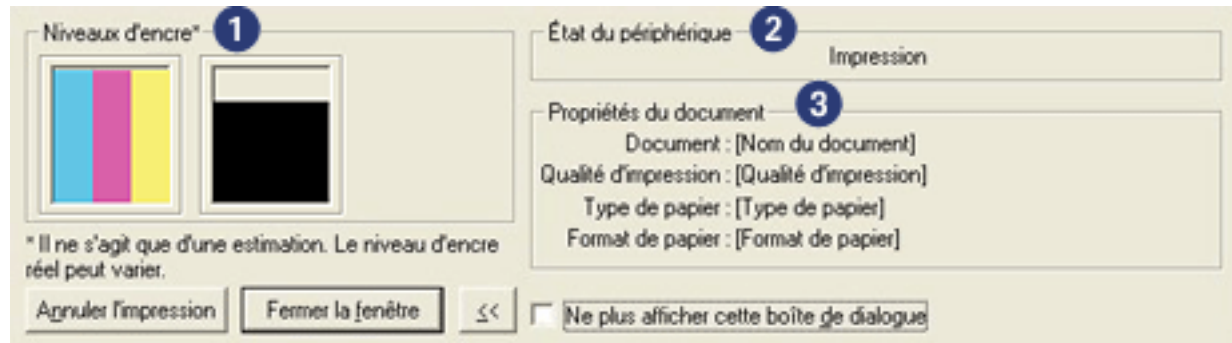 Niveaux d'encre* 1
* Il ne s'agit que d'une estimation. Le niveau d'encre
réel peut varier.
Annuler l'impression
Fermer la fenêtre
<<
État du périphérique 2
Impression
Propriétés du document 3
Document : [Nom du document]
Qualité d'impression : [Qualité d'impression]
Type de papier : [Type de papier]
Format de papier : [Format de papier]
Ne plus afficher cette boîte de dialogue